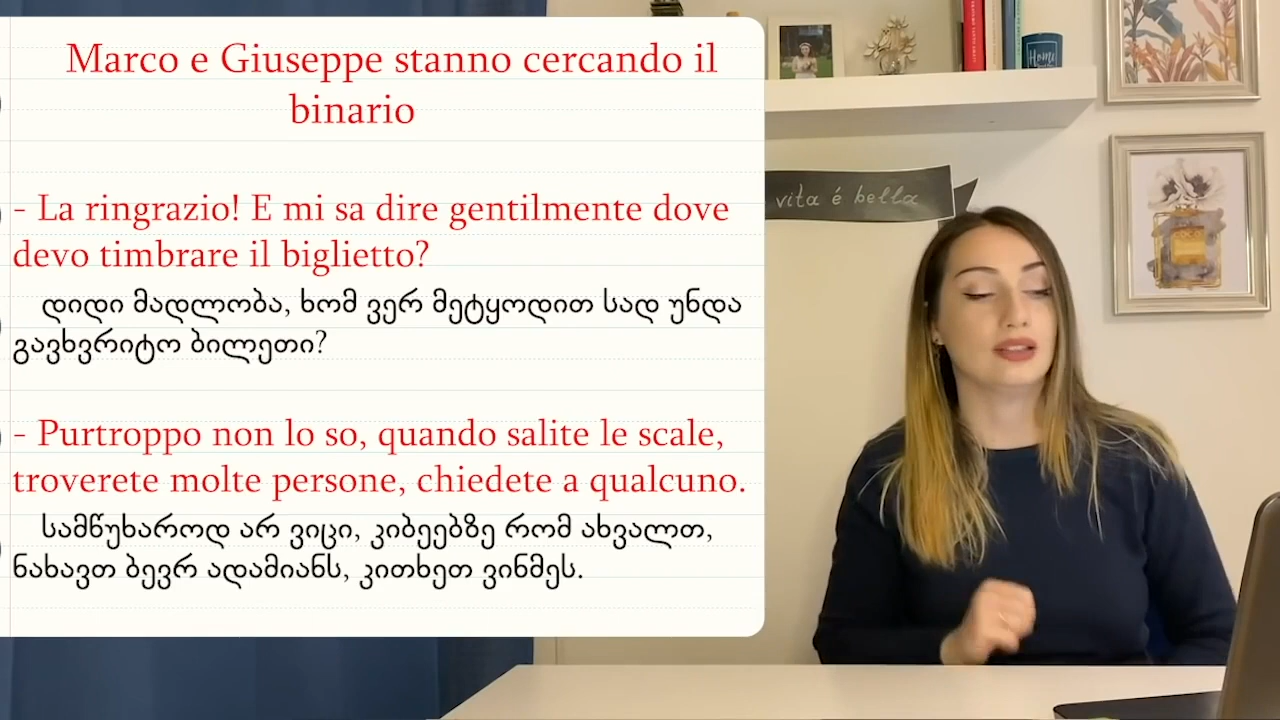 Marco e Giuseppe stanno cercando il
binario
- La ringrazio! E mi sa dire gentilmente dove
devo timbrare il biglietto?
დიდი მადლობა, ხომ ვერ მეტყოდით სად უნდა
გავხვრიტო ბილეთი?
- Purtroppo non lo so, quando salite le scale,
troverete molte persone, chiedete a qualcuno.
სამწუხაროდ არ ვიცი, კიბეებზე რომ ახვალთ,
ნახავთ ბევრ ადამიანს, კითხეთ ვინმეს.
vita é bella
Home